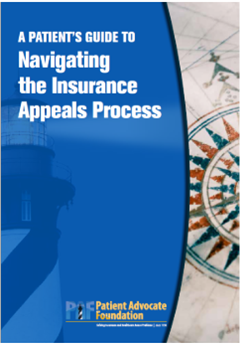 A PATIENT'S GUIDE TO
Navigating
the Insurance
Appeals Process
PAF Patient Advocate
Foundation